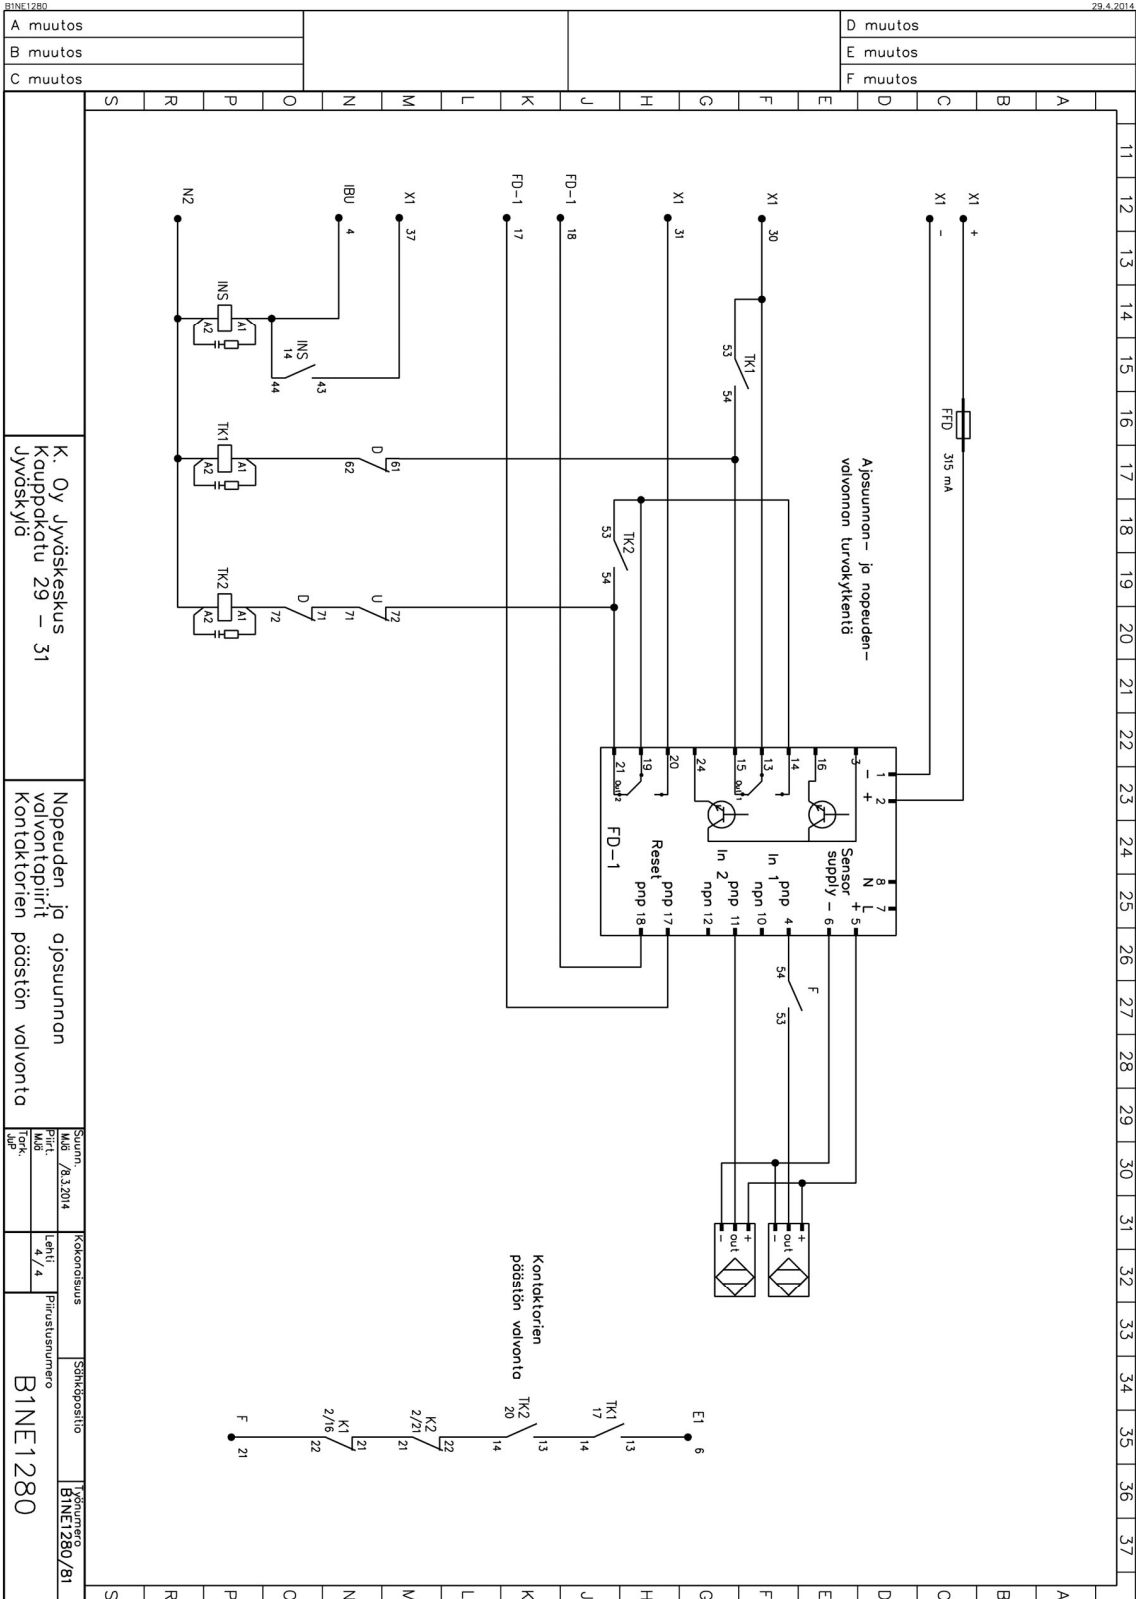 B1NE1280
29.4.2014
A muutos
B muutos
C muutos
D muutos
E muutos
F muutos
S R P O N M L K J H G F E D C B A
11 12 13 14 15 16 17 18 19 20 21 22 23 24 25 26 27 28 29 30 31 32 33 34 35 36 37
X1 +
X1 -
FFD 315 mA
Ajosuunnan- ja nopeuden-
valvonnan turvakytkentä
X1 30
TK1
53 54
X1 31
FD-1 18
FD-1 17
X1 37
IBU 4
N2
INS
A2 A1
INS
14
44 43
TK1
A2 A1
D
62 61
TK2
53 54
TK2
A2 A1
D
72 71
U
71 72
1 -
2 +
8 N
7 L
3
16
14
13
15
Out 1
24
20
19
21
Out 2
FD-1
Sensor + 5
supply - 6
In 1 pnp 4
npn 10
In 2 pnp 11
npn 12
Reset pnp 17
pnp 18
F
54 53
+
out
-
+
out
-
Kontaktorien
päästön valvonta
E1
6
TK1
17
14 13
TK2
20
14 13
K2
2/21
21 22
K1
2/16
22 21
F
21
K. Oy Jyväskeskus
Kauppakatu 29 - 31
Jyväskylä
Nopeuden ja ajosuunnan
valvontapiirit
Kontaktorien päästön valvonta
Suunn.
MJö /8.3.2014
Piirt.
MJö
Tark.
JuP
Kokonaisuus
Lehti
4/4
Sähköpositio
Piirustusnumero
B1NE1280
Työnumero
B1NE1280/81
S R P O N M L K J H G F E D C B A